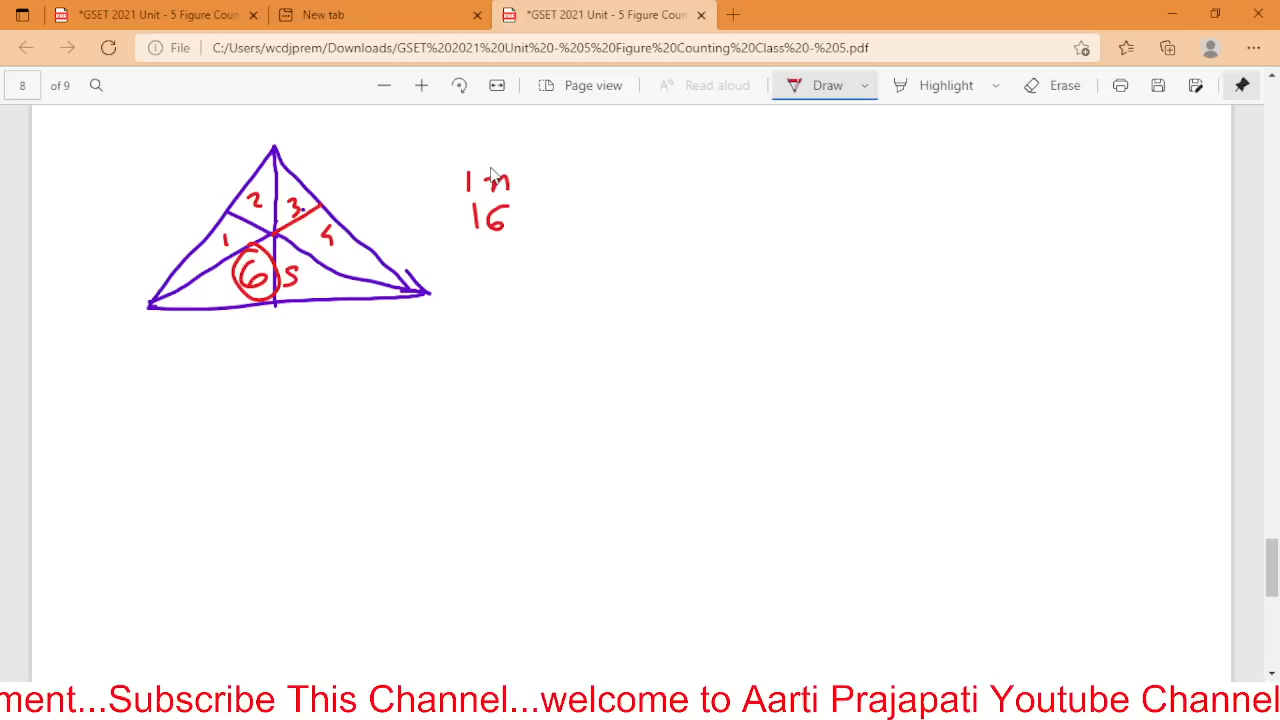 *GSET 2021 Unit - 5 Figure Coun
New tab
*GSET 2021 Unit - 5 Figure Coun
File
C:/Users/wcdjprem/Downloads/GSET%202021%20Unit%20-%205%20Figure%20Counting%20Class%20-%205.pdf
8 of 9
Page view
Read aloud
Draw
Highlight
Erase
2 3.
1 4
6 5
1
16
ment...Subscribe This Channel...welcome to Aarti Prajapati Youtube Channel